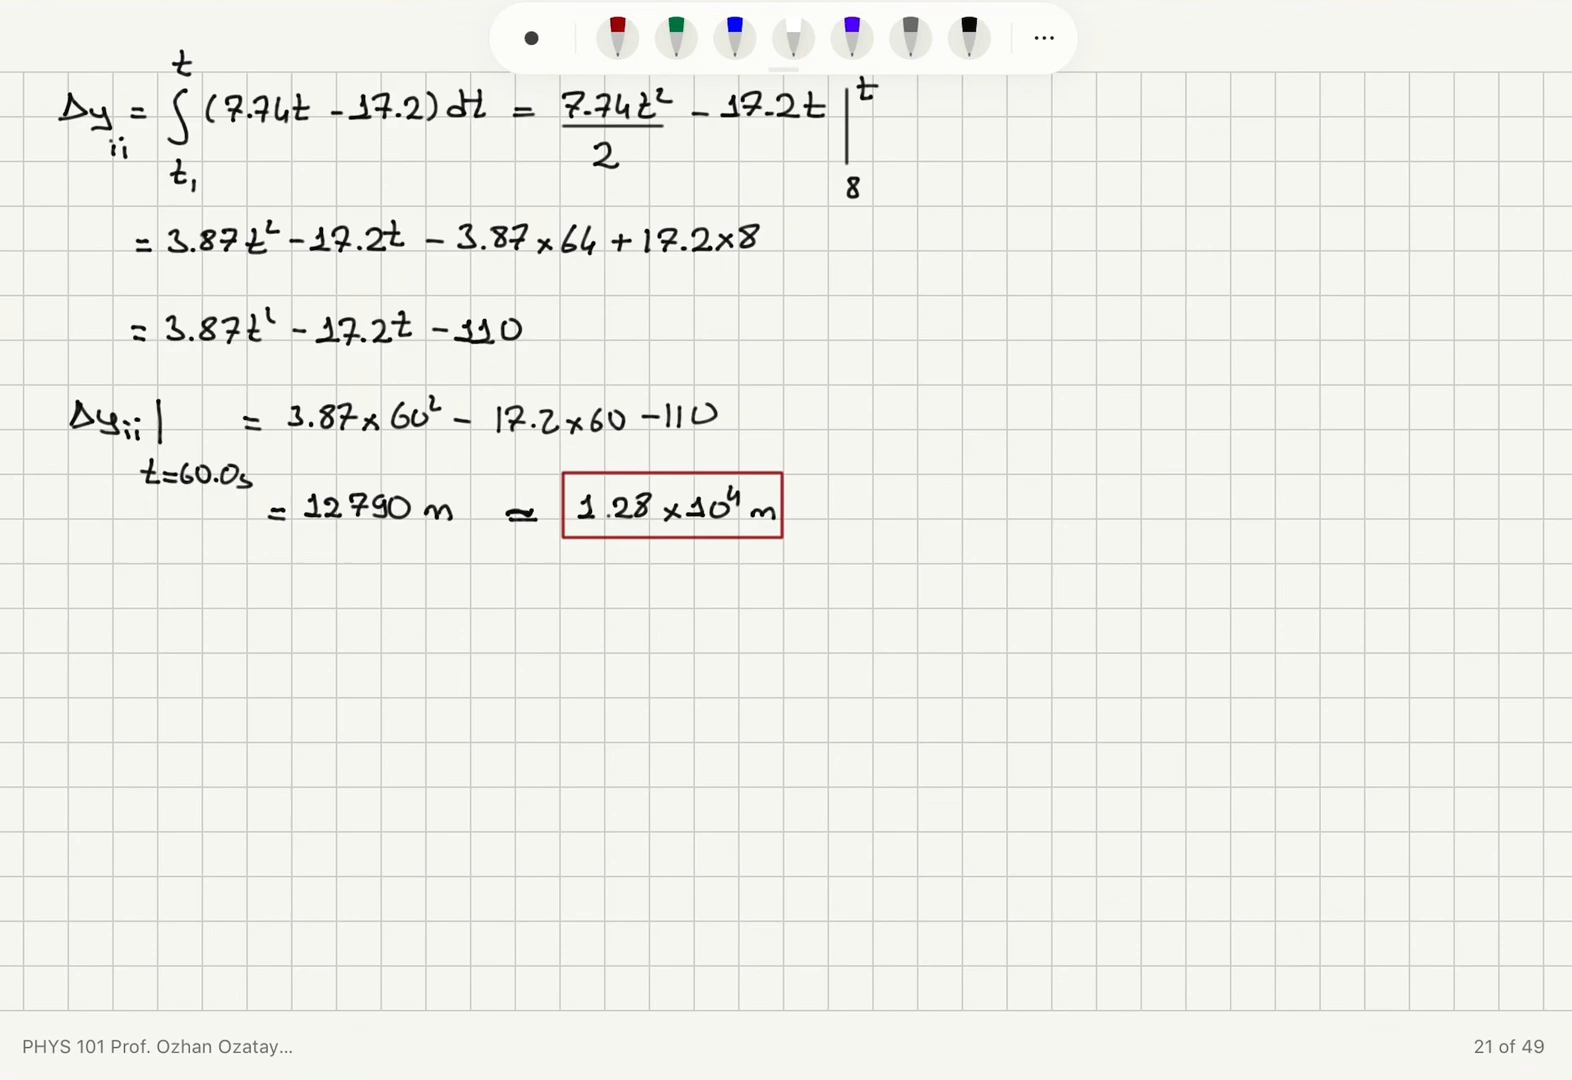 Δy_ii = ∫_{t₁}^{t} (7.74t - 17.2) dt = 7.74t²/2 - 17.2t |_8^t
= 3.87t² - 17.2t - 3.87×64 + 17.2×8
= 3.87t² - 17.2t - 110
Δy_ii |_{t=60.0s} = 3.87×60² - 17.2×60 - 110
= 12790 m ≃ 1.28×10⁴ m
PHYS 101 Prof. Ozhan Ozatay...
21 of 49